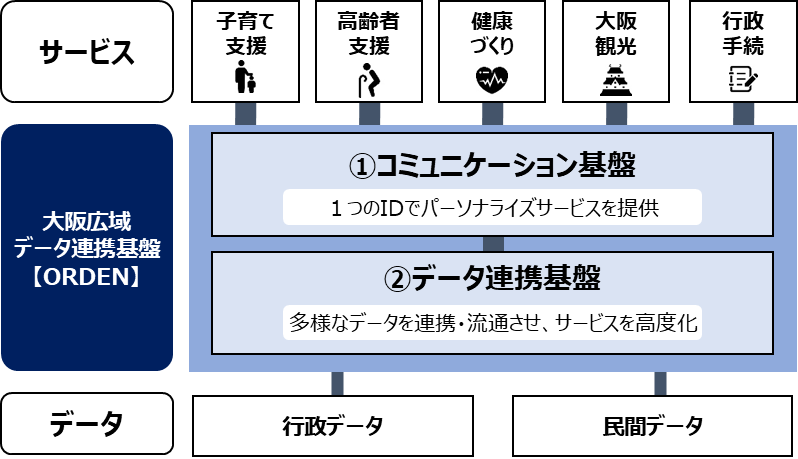 サービス
子育て
支援
高齢者
支援
健康
づくり
大阪
観光
行政
手続
大阪広域
データ連携基盤
【ORDEN】
①コミュニケーション基盤
１つのIDでパーソナライズサービスを提供
②データ連携基盤
多様なデータを連携・流通させ、サービスを高度化
データ
行政データ
民間データ